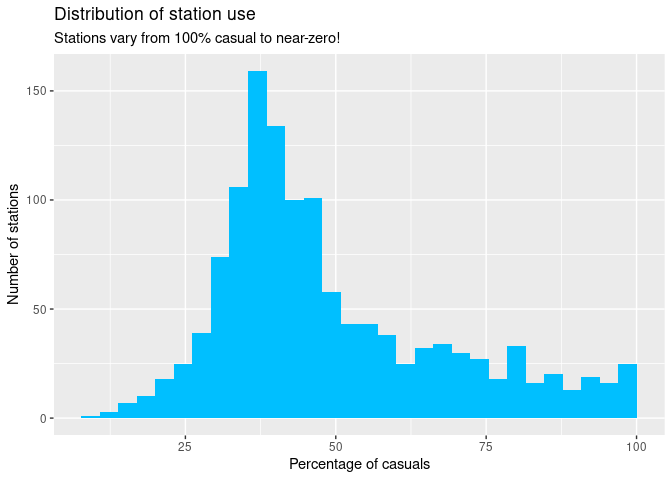 Distribution of station use
Stations vary from 100% casual to near-zero!
150
100
50
0
Number of stations
25
50
75
100
Percentage of casuals